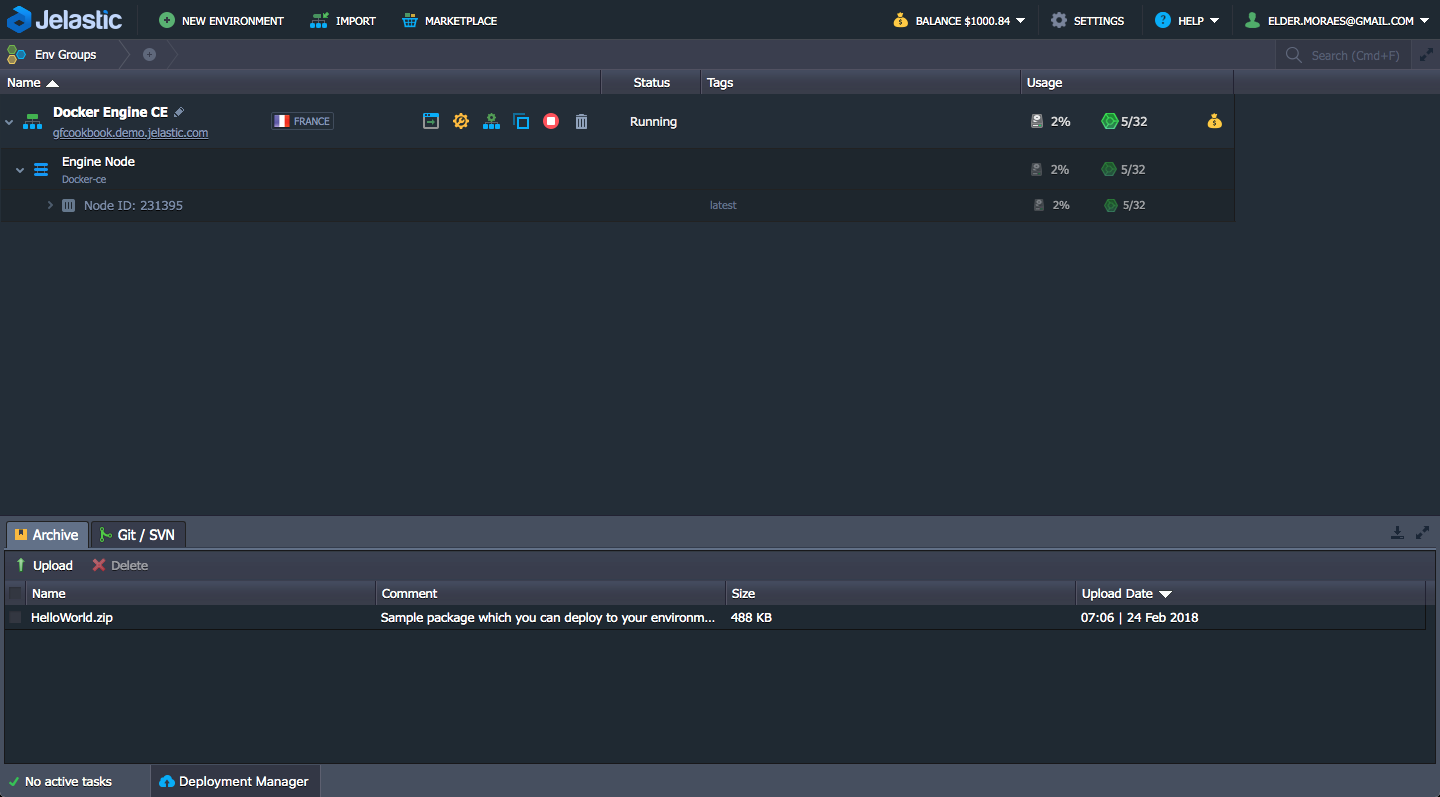 Jelastic NEW ENVIRONMENT IMPORT MARKETPLACE BALANCE $1000.84 SETTINGS HELP ELDER.MORAES@GMAIL.COM
Env Groups Search (Cmd+F)
Name Status Tags Usage
Docker Engine CE
gfcookbook.demo.jelastic.com FRANCE Running 2% 5/32
Engine Node
Docker-ce 2% 5/32
Node ID: 231395 latest 2% 5/32
Archive Git / SVN
Upload Delete
Name Comment Size Upload Date
HelloWorld.zip Sample package which you can deploy to your environm... 488 KB 07:06 | 24 Feb 2018
No active tasks Deployment Manager